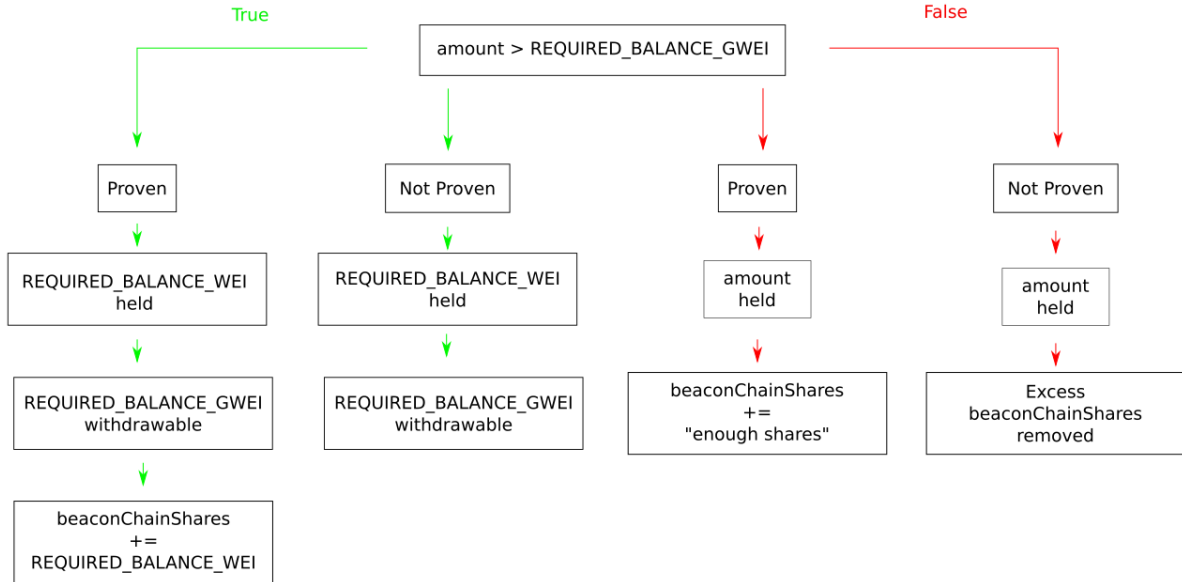 True
False
amount > REQUIRED_BALANCE_GWEI
Proven
Not Proven
Proven
Not Proven
REQUIRED_BALANCE_WEI
held
REQUIRED_BALANCE_WEI
held
amount
held
amount
held
REQUIRED_BALANCE_GWEI
withdrawable
REQUIRED_BALANCE_GWEI
withdrawable
beaconChainShares
+=
"enough shares"
Excess
beaconChainShares
removed
beaconChainShares
+=
REQUIRED_BALANCE_WEI